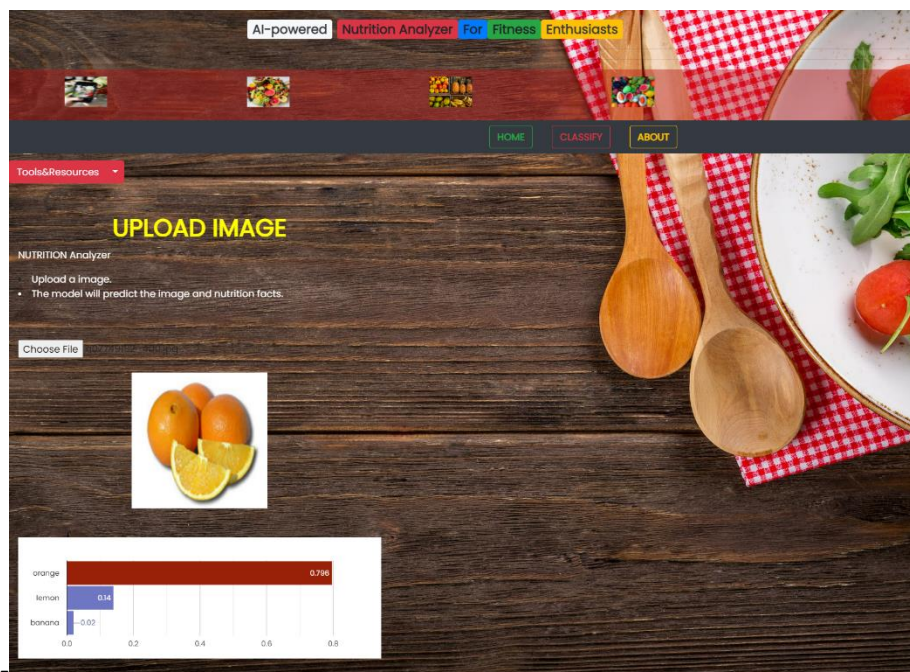 AI-powered Nutrition Analyzer For Fitness Enthusiasts
HOME CLASSIFY ABOUT
Tools&Resources
UPLOAD IMAGE
NUTRITION Analyzer
Upload a image.
• The model will predict the image and nutrition facts.
Choose File
orange 0.796
lemon 0.14
banana 0.02
0.0 0.2 0.4 0.6 0.8